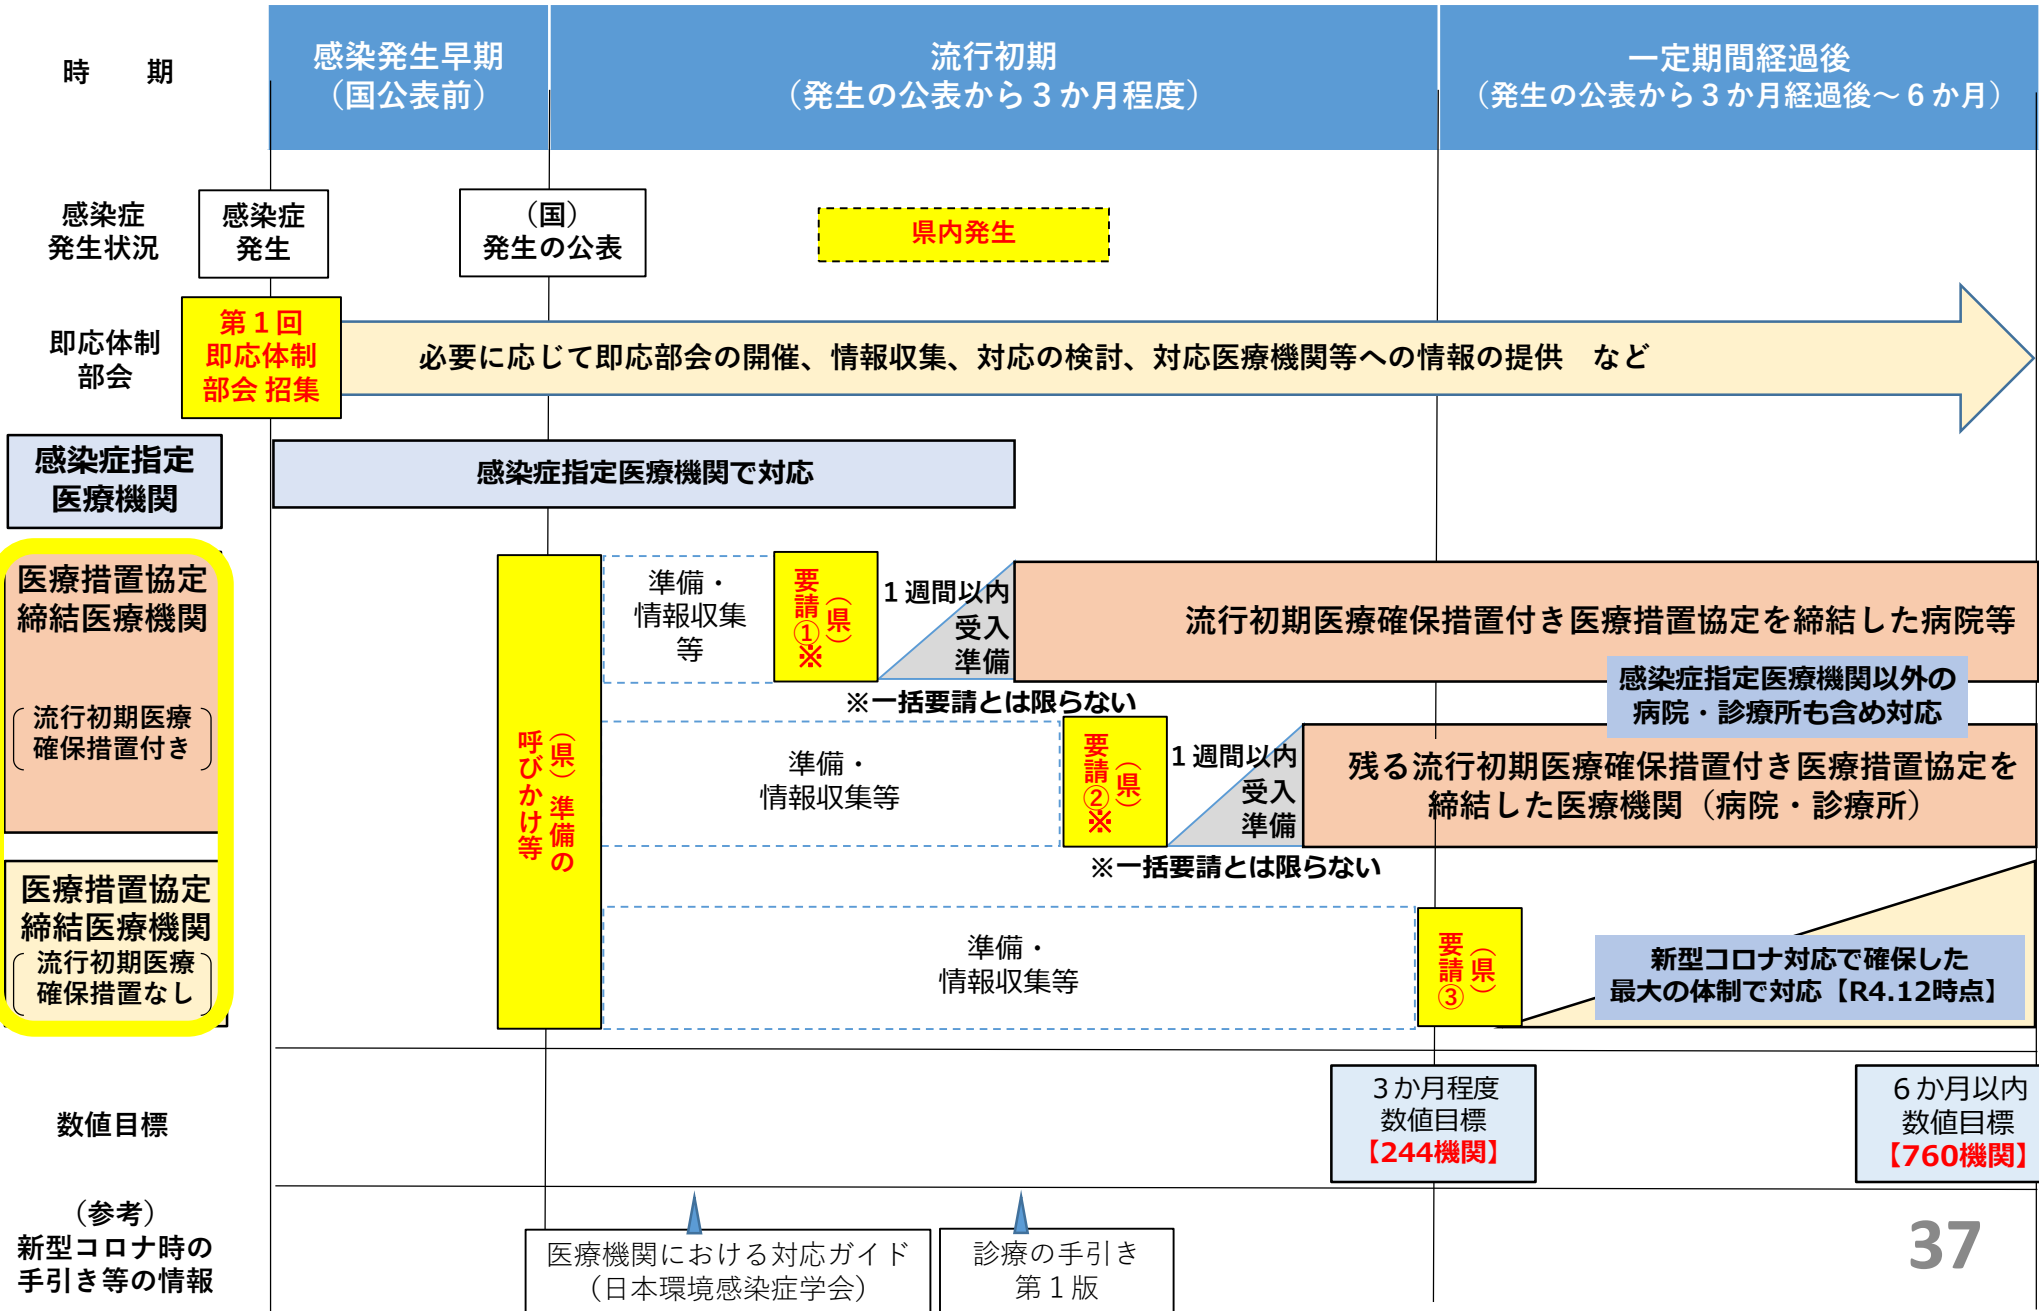 時　期
感染発生早期
（国公表前）
流行初期
（発生の公表から３か月程度）
一定期間経過後
（発生の公表から３か月経過後～６か月）
感染症
発生状況
感染症
発生
（国）
発生の公表
県内発生
即応体制
部会
第１回
即応体制
部会 招集
必要に応じて即応部会の開催、情報収集、対応の検討、対応医療機関等への情報の提供　など
感染症指定
医療機関
感染症指定医療機関で対応
医療措置協定
締結医療機関
流行初期医療
確保措置付き
（県）準備の
呼びかけ等
準備・
情報収集
等
（県）
要請①※
１週間以内
受入
準備
流行初期医療確保措置付き医療措置協定を締結した病院等
※一括要請とは限らない
感染症指定医療機関以外の
病院・診療所も含め対応
準備・
情報収集等
（県）
要請②※
１週間以内
受入
準備
残る流行初期医療確保措置付き医療措置協定を
締結した医療機関（病院・診療所）
※一括要請とは限らない
医療措置協定
締結医療機関
流行初期医療
確保措置なし
準備・
情報収集等
（県）
要請③
新型コロナ対応で確保した
最大の体制で対応【R4.12時点】
数値目標
３か月程度
数値目標
【244機関】
６か月以内
数値目標
【760機関】
（参考）
新型コロナ時の
手引き等の情報
医療機関における対応ガイド
（日本環境感染症学会）
診療の手引き
第１版
37